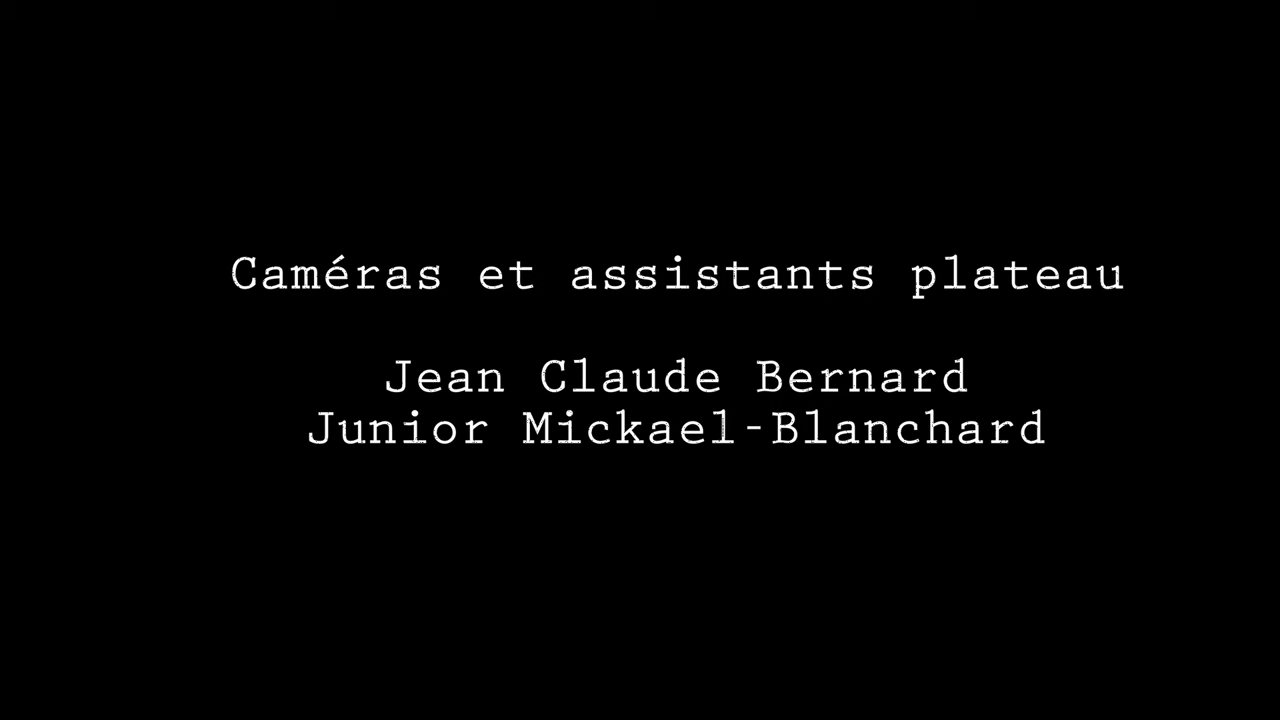 Caméras et assistants plateau
Jean Claude Bernard
Junior Mickael-Blanchard